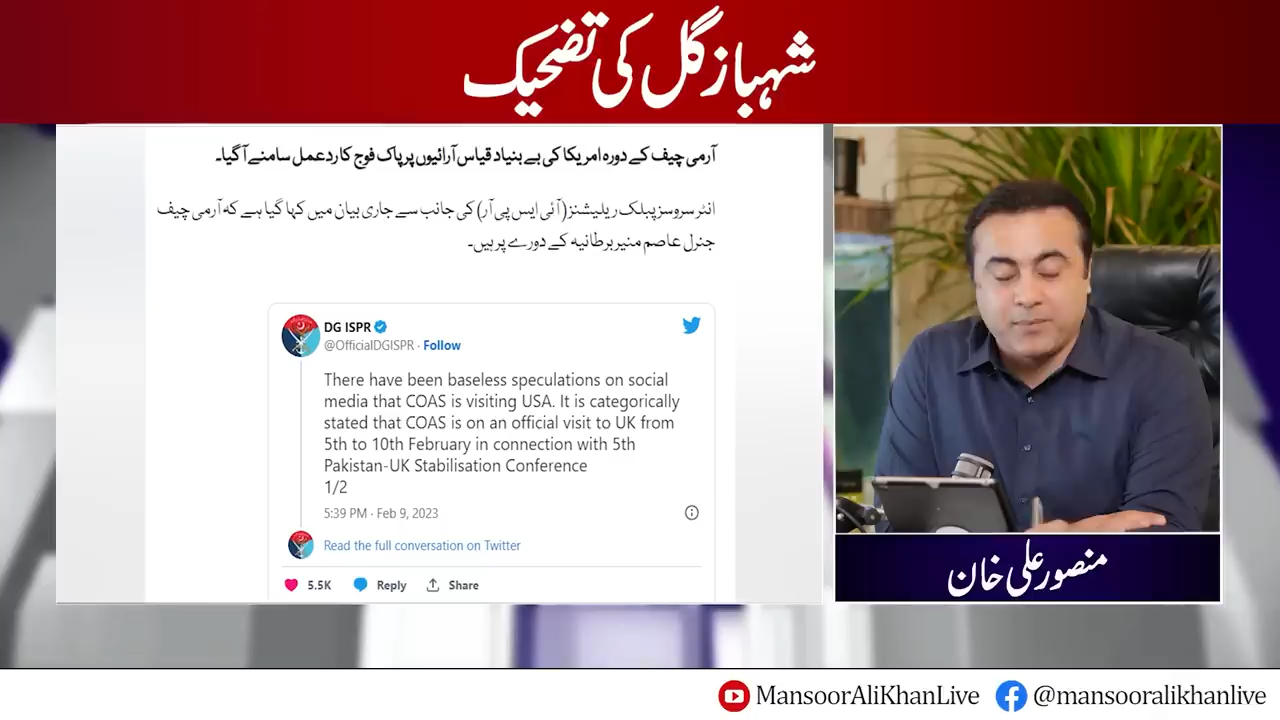 شہباز گل کی تضحیک
آرمی چیف کے دورہ امریکا کی بے بنیاد قیاس آرائیوں پر پاک فوج کا ردعمل سامنے آگیا۔
انٹر سروسز پبلک ریلیشنز (آئی ایس پی آر) کی جانب سے جاری بیان میں کہا گیا ہے کہ آرمی چیف
جنرل عاصم منیر برطانیہ کے دورے پر ہیں۔
DG ISPR
@OfficialDGISPR · Follow
There have been baseless speculations on social
media that COAS is visiting USA. It is categorically
stated that COAS is on an official visit to UK from
5th to 10th February in connection with 5th
Pakistan-UK Stabilisation Conference
1/2
5:39 PM · Feb 9, 2023
Read the full conversation on Twitter
5.5K Reply Share
منصور علی خان
MansoorAliKhanLive @mansooralikhanlive